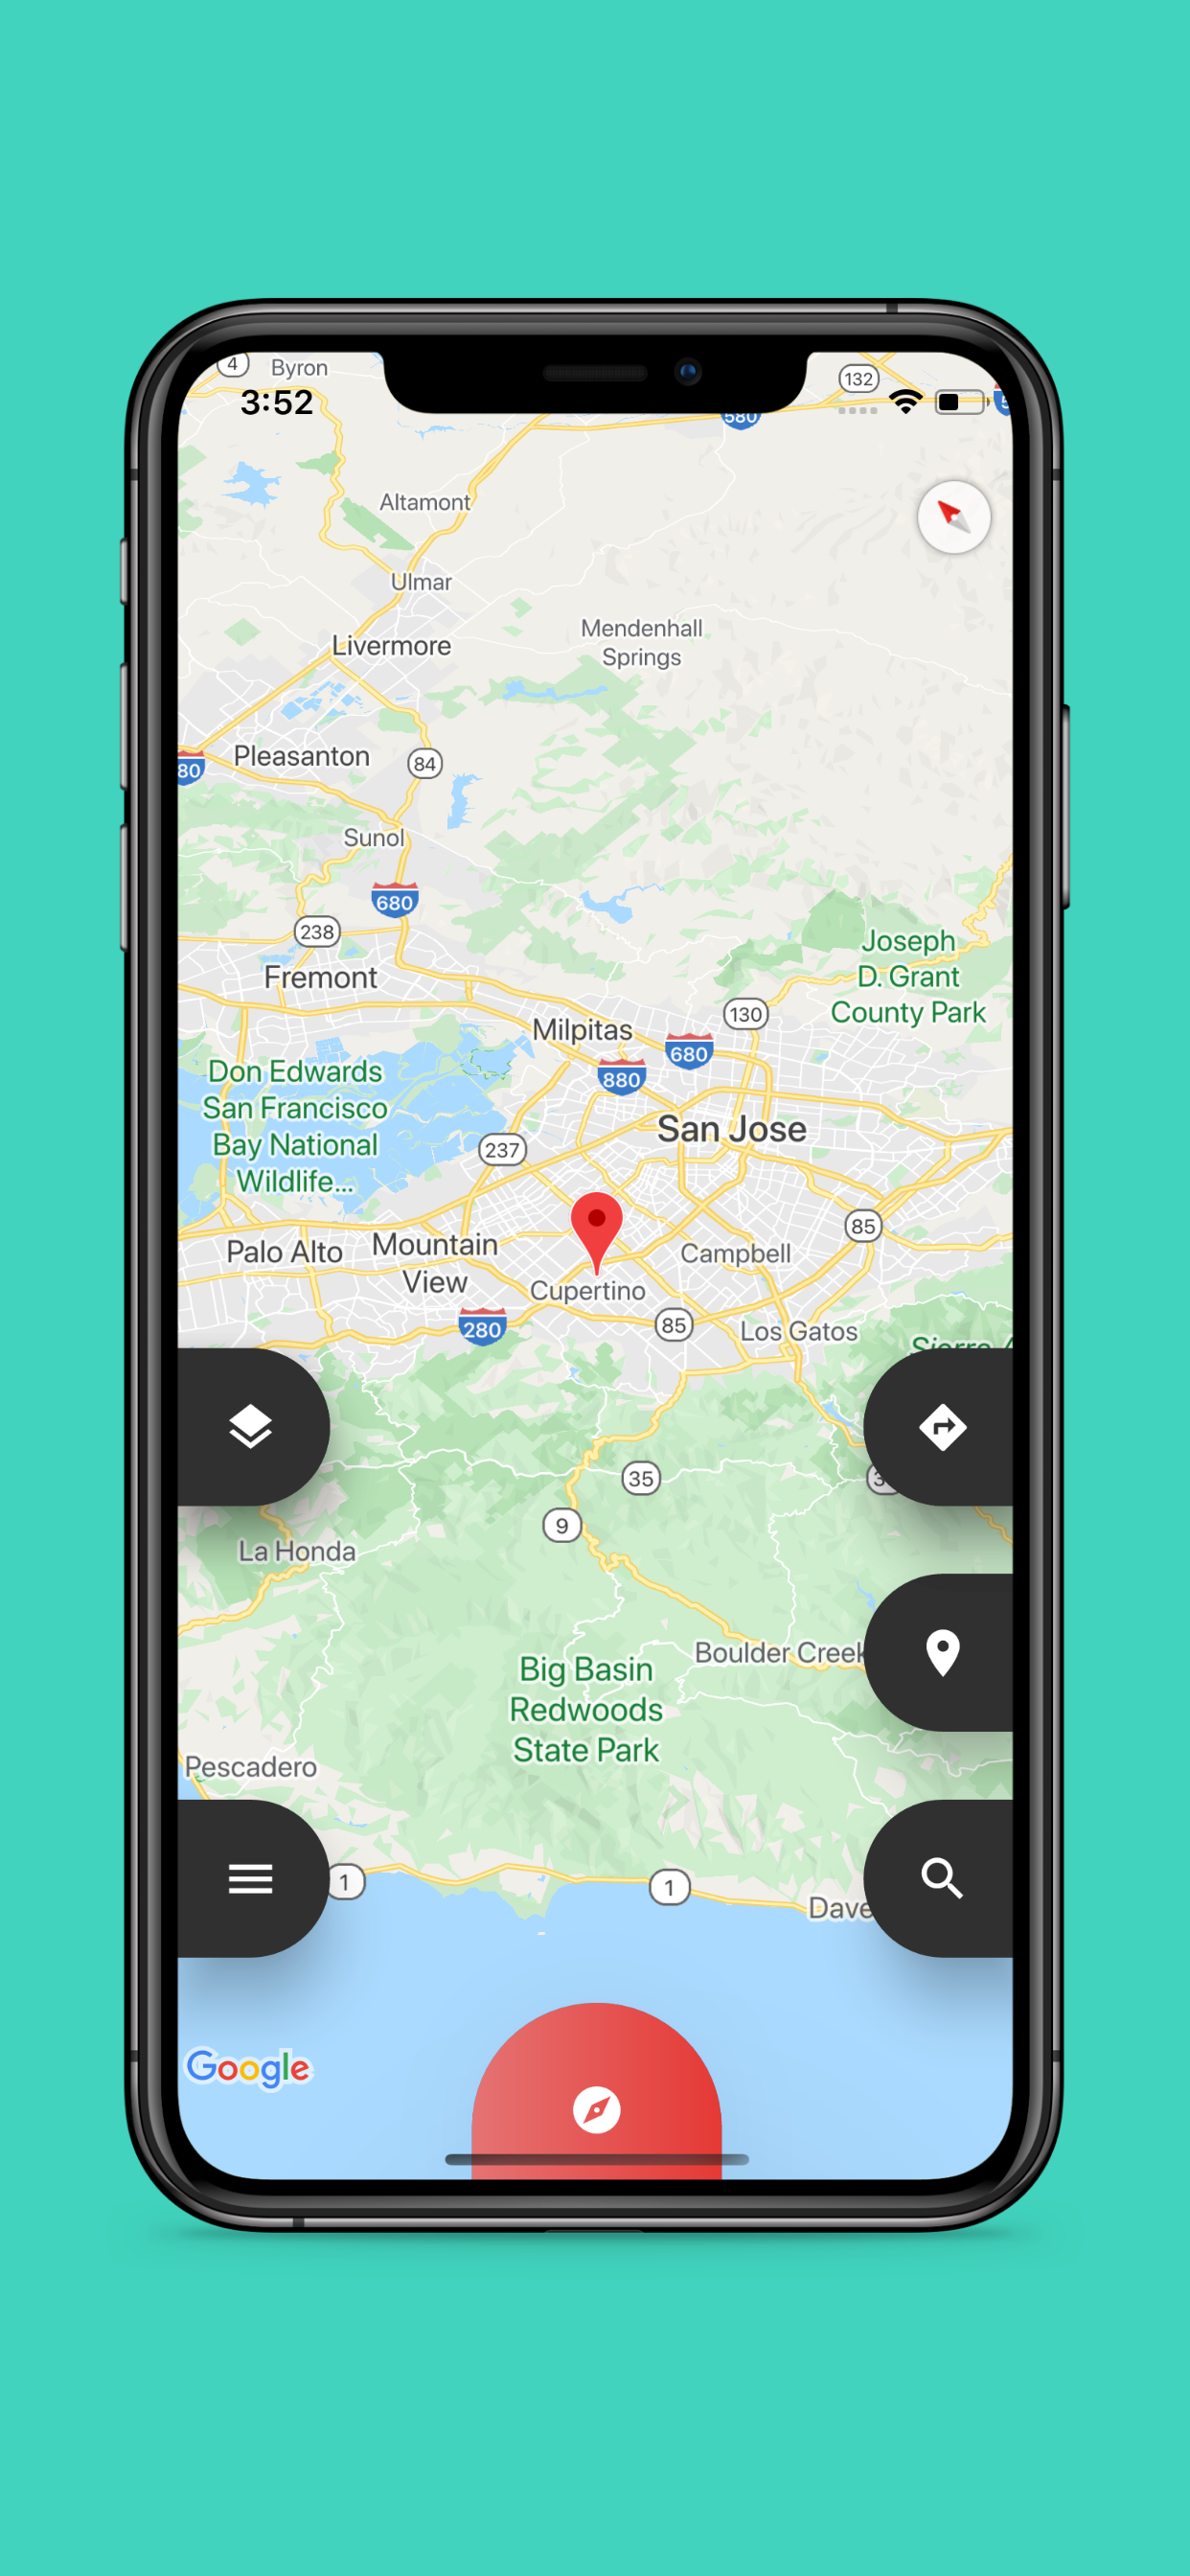 4
Byron
132
3:52
580
Altamont
Ulmar
Livermore
Mendenhall
Springs
80
Pleasanton
84
Sunol
680
238
Fremont
Joseph
D. Grant
County Park
130
Milpitas
680
880
Don Edwards
San Francisco
Bay National
Wildlife...
San Jose
237
85
Palo Alto
Mountain
View
Campbell
Cupertino
280
85
Los Gatos
35
9
La Honda
Boulder Creek
Big Basin
Redwoods
State Park
Pescadero
1
1
Dave
Google